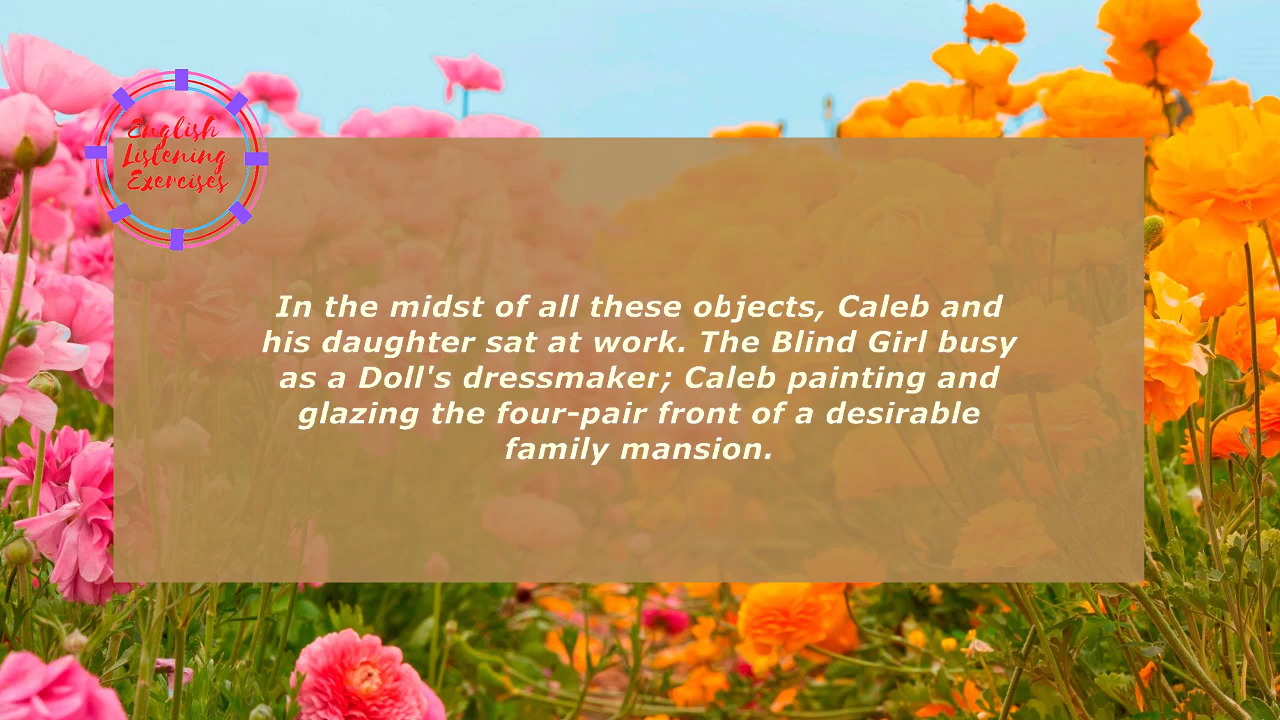 English
Listening
Exercises
In the midst of all these objects, Caleb and
his daughter sat at work. The Blind Girl busy
as a Doll's dressmaker; Caleb painting and
glazing the four-pair front of a desirable
family mansion.